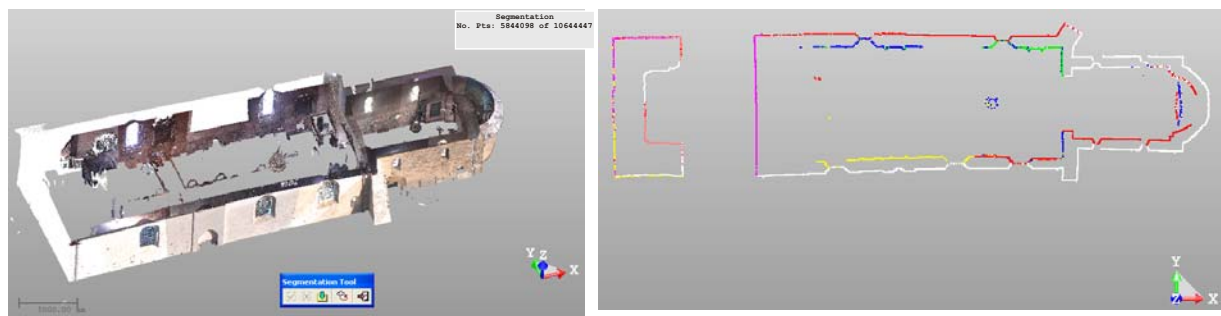 Segmentation
No. Pts: 5844098 of 10644447
Y
Z
X
Segmentation Tool
Y
Z
X